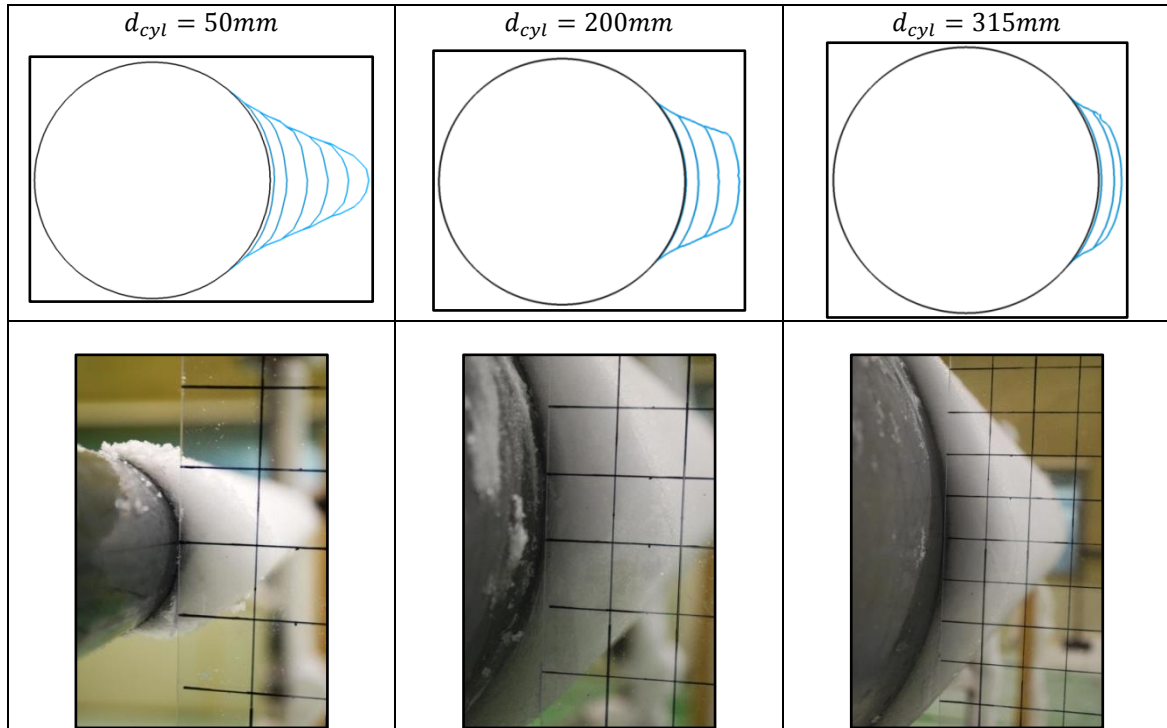 d_cyl = 50mm
d_cyl = 200mm
d_cyl = 315mm